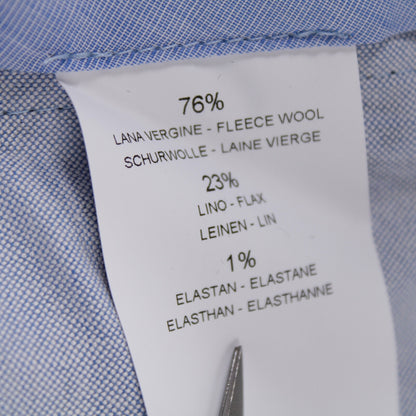 76%
LANA VERGINE - FLEECE WOOL
SCHURWOLLE - LAINE VIERGE
23%
LINO - FLAX
LEINEN - LIN
1%
ELASTAN - ELASTANE
ELASTHAN - ELASTHANNE